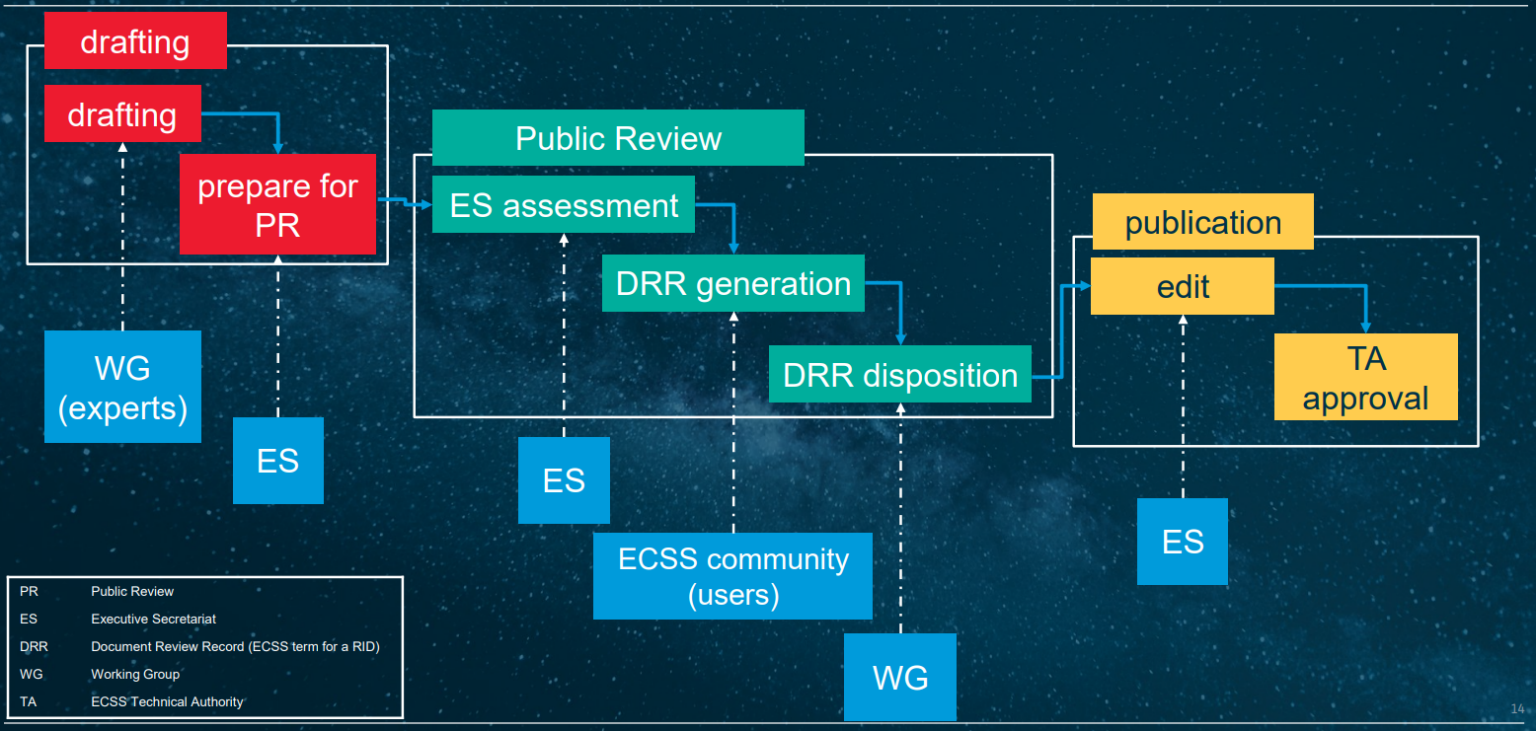 drafting
drafting
prepare for
PR
WG
(experts)
ES
Public Review
ES assessment
DRR generation
DRR disposition
ES
ECSS community
(users)
WG
publication
edit
TA
approval
ES
PR Public Review
ES Executive Secretariat
DRR Document Review Record (ECSS term for a RID)
WG Working Group
TA ECSS Technical Authority
14